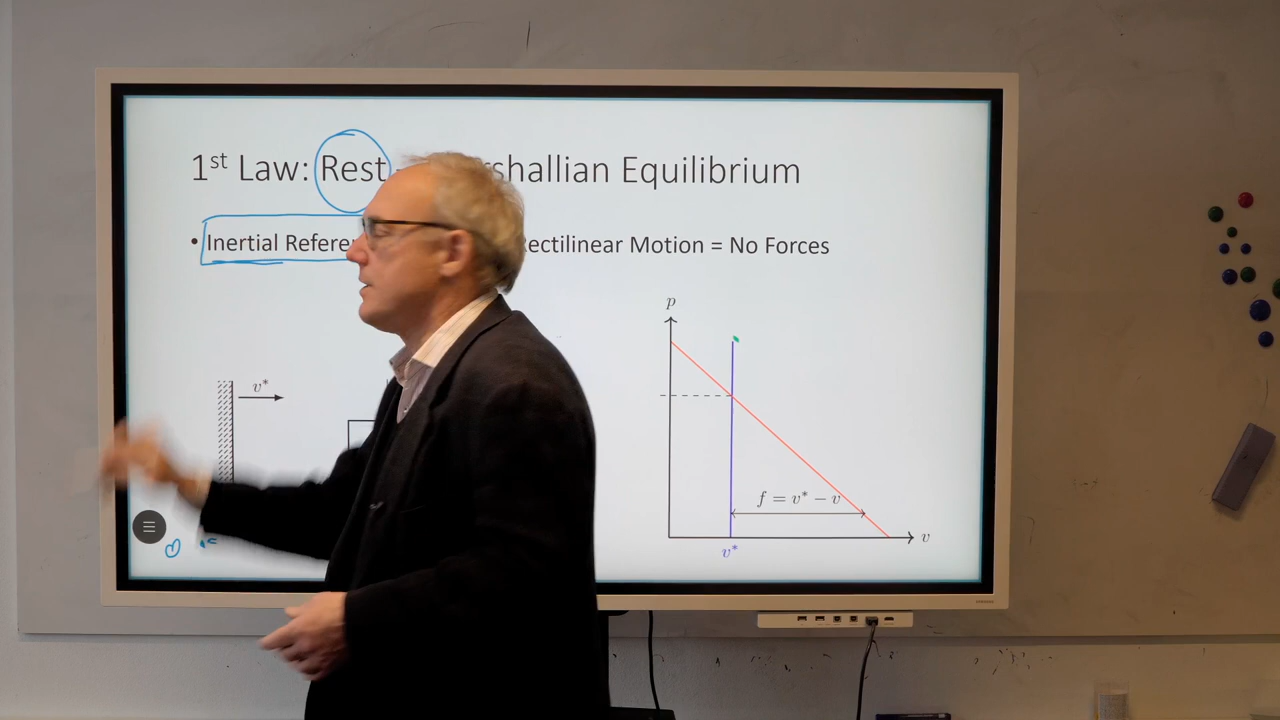 1st Law: Rest shallian Equilibrium
• Inertial Refere ectilinear Motion = No Forces
p
v*
f = v* − v
v
v*